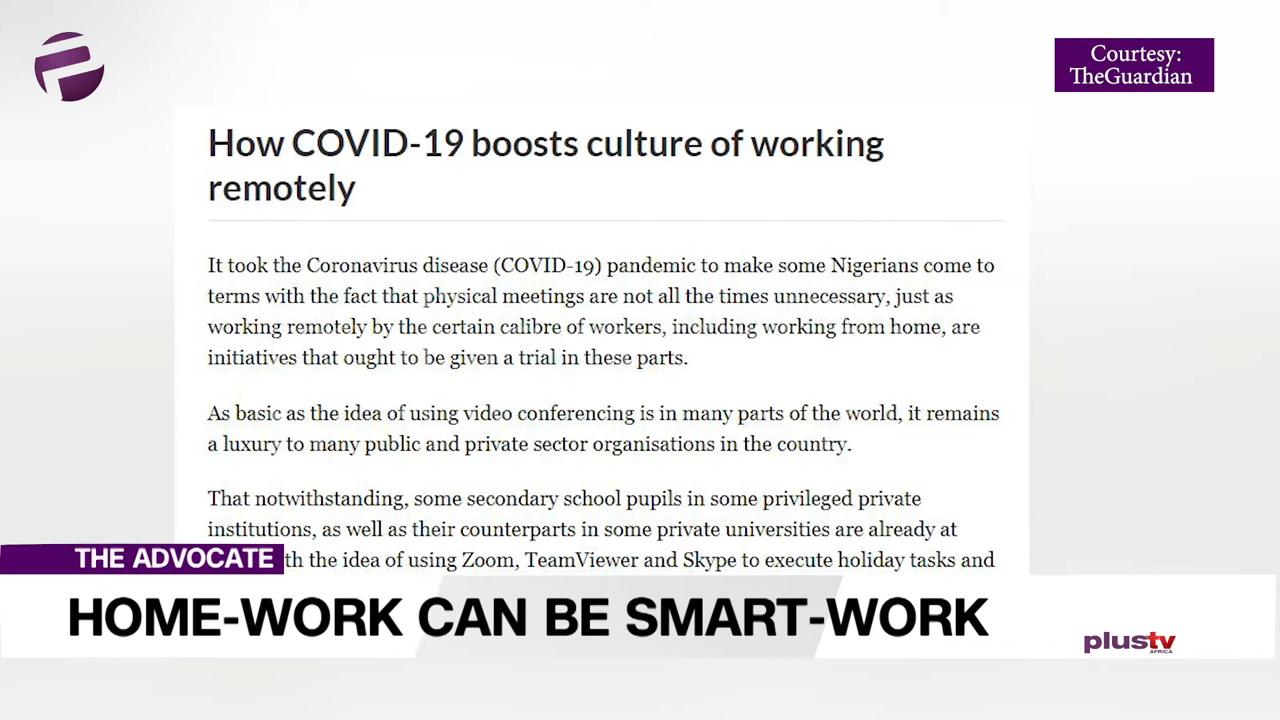 Courtesy:
TheGuardian
How COVID-19 boosts culture of working
remotely
It took the Coronavirus disease (COVID-19) pandemic to make some Nigerians come to
terms with the fact that physical meetings are not all the times unnecessary, just as
working remotely by the certain calibre of workers, including working from home, are
initiatives that ought to be given a trial in these parts.
As basic as the idea of using video conferencing is in many parts of the world, it remains
a luxury to many public and private sector organisations in the country.
That notwithstanding, some secondary school pupils in some privileged private
institutions, as well as their counterparts in some private universities are already at
the idea of using Zoom, TeamViewer and Skype to execute holiday tasks and
THE ADVOCATE
HOME-WORK CAN BE SMART-WORK
plustv
AFRICA